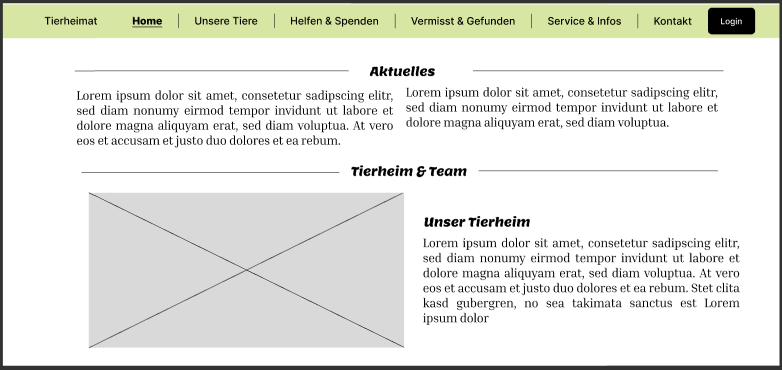 Tierheimat Home Unsere Tiere Helfen & Spenden Vermisst & Gefunden Service & Infos Kontakt Login
Aktuelles
Lorem ipsum dolor sit amet, consetetur sadipscing elitr,
sed diam nonumy eirmod tempor invidunt ut labore et
dolore magna aliquyam erat, sed diam voluptua. At vero
eos et accusam et justo duo dolores et ea rebum.
Lorem ipsum dolor sit amet, consetetur sadipscing elitr,
sed diam nonumy eirmod tempor invidunt ut labore et
dolore magna aliquyam erat, sed diam voluptua.
Tierheim & Team
Unser Tierheim
Lorem ipsum dolor sit amet, consetetur sadipscing elitr,
sed diam nonumy eirmod tempor invidunt ut labore et
dolore magna aliquyam erat, sed diam voluptua. At vero
eos et accusam et justo duo dolores et ea rebum. Stet clita
kasd gubergren, no sea takimata sanctus est Lorem
ipsum dolor